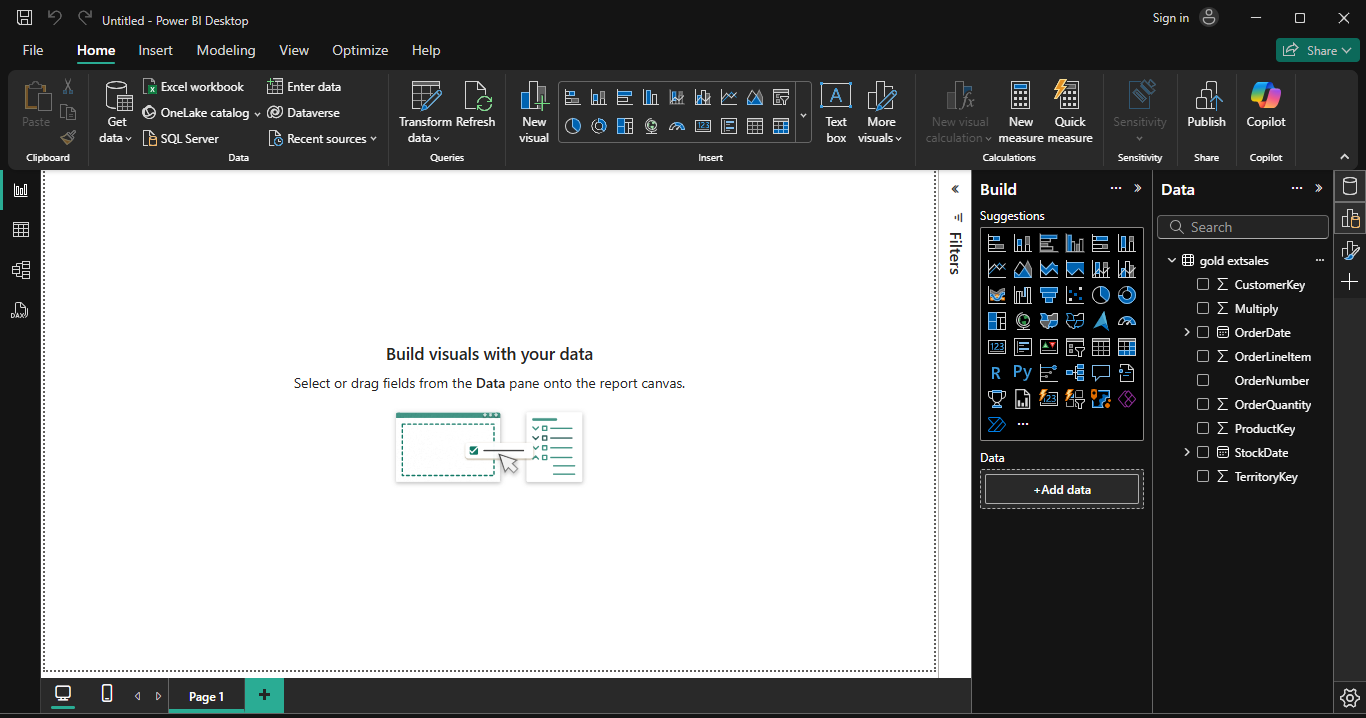 Untitled - Power BI Desktop
Sign in
File Home Insert Modeling View Optimize Help
Share
Paste
Clipboard
Get data
Excel workbook
OneLake catalog
SQL Server
Enter data
Dataverse
Recent sources
Data
Transform data
Refresh
Queries
New visual
Text box
More visuals
Insert
New visual calculation
New measure
Quick measure
Calculations
Sensitivity
Sensitivity
Publish
Share
Copilot
Copilot
DAX
Build visuals with your data
Select or drag fields from the Data pane onto the report canvas.
Filters
Build
Suggestions
123
R Py
123
Data
+Add data
Data
Search
gold extsales
CustomerKey
Multiply
OrderDate
OrderLineItem
OrderNumber
OrderQuantity
ProductKey
StockDate
TerritoryKey
Page 1